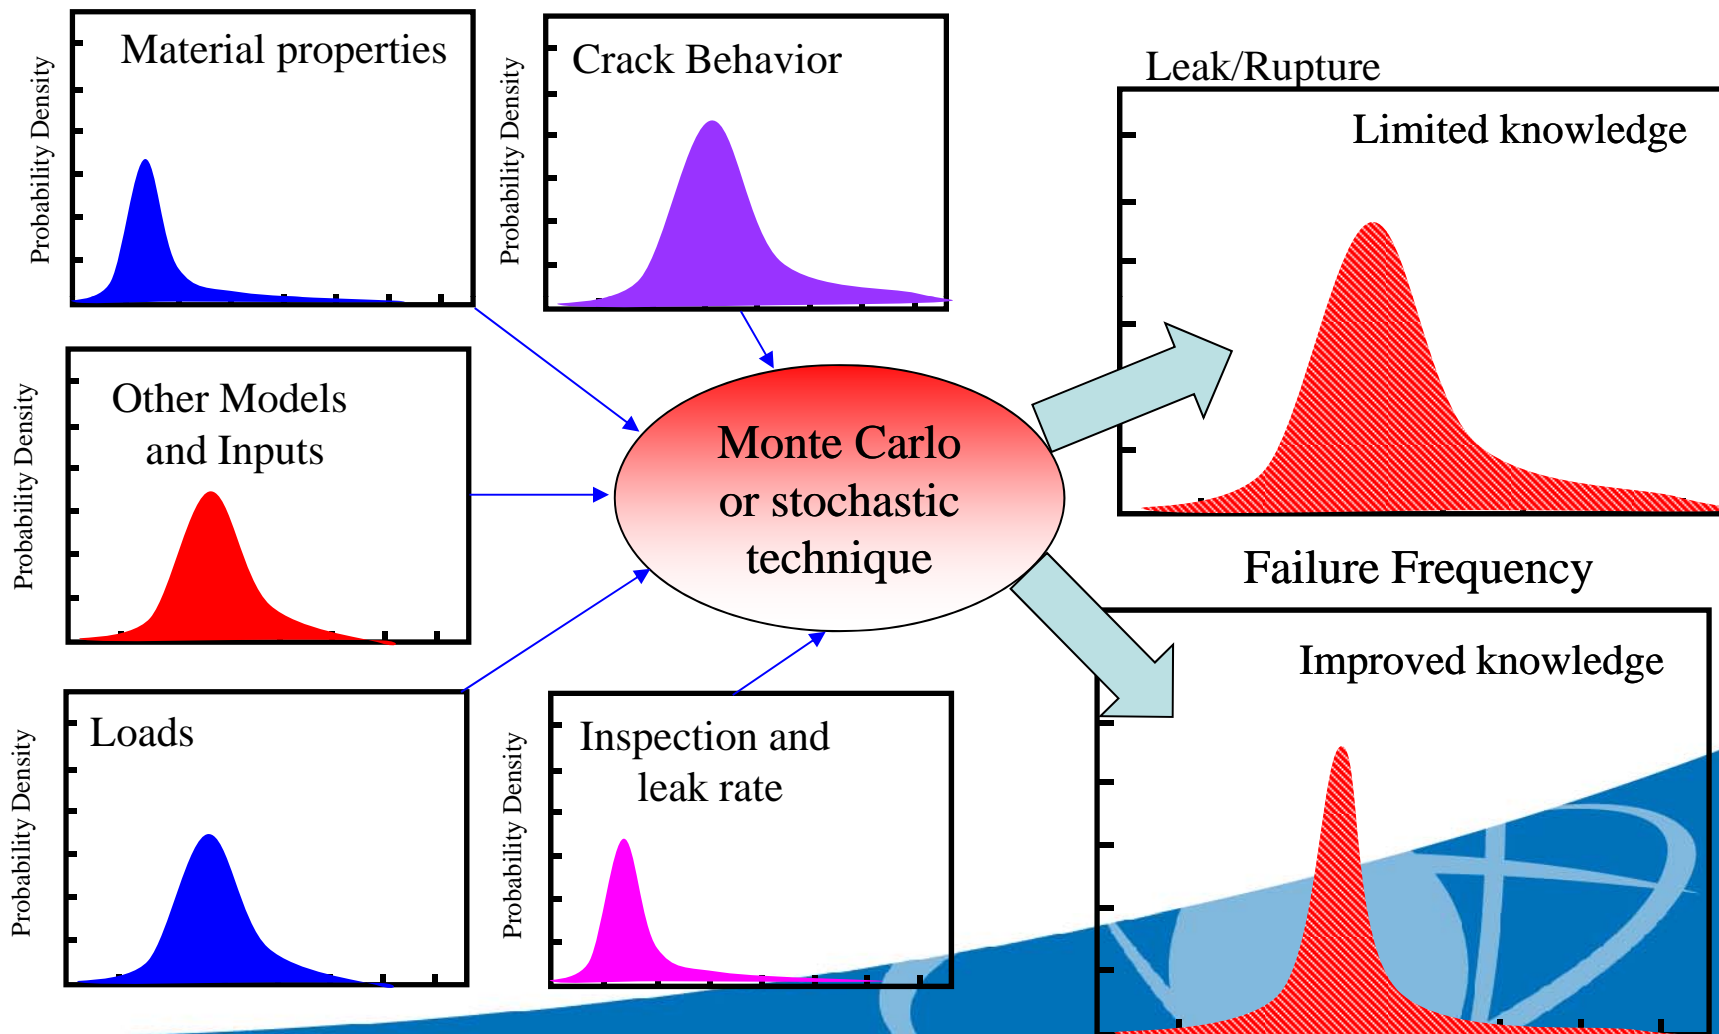 Material properties
Probability Density
Crack Behavior
Probability Density
Leak/Rupture
Limited knowledge
Other Models
and Inputs
Probability Density
Monte Carlo
or stochastic
technique
Failure Frequency
Improved knowledge
Loads
Probability Density
Inspection and
leak rate
Probability Density